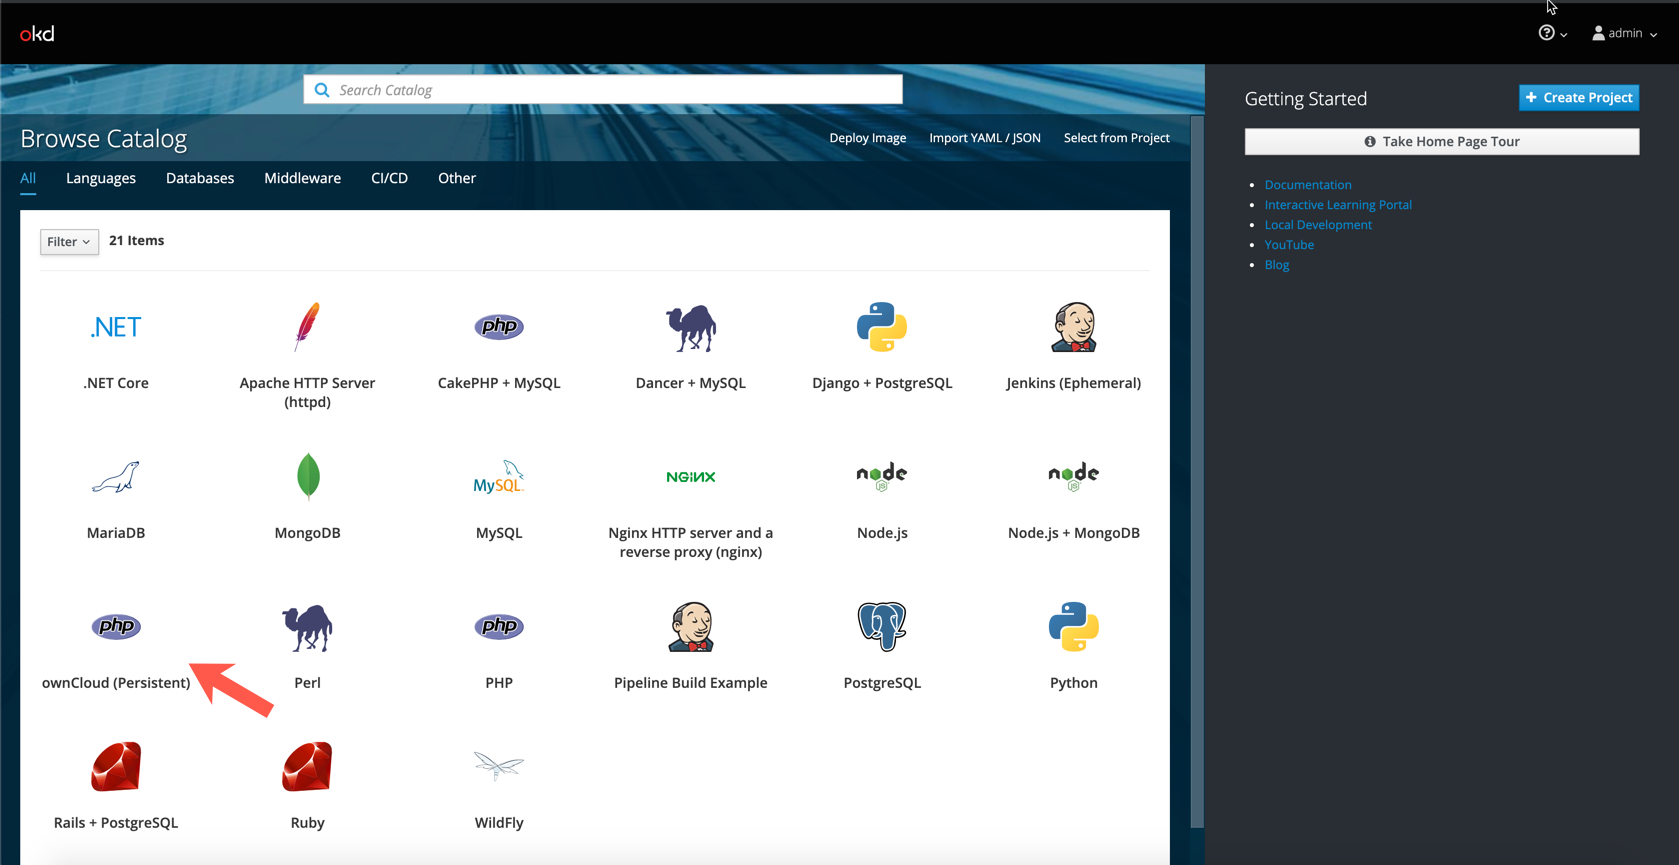 okd
admin
Search Catalog
Getting Started
Create Project
Browse Catalog
Deploy Image
Import YAML / JSON
Select from Project
Take Home Page Tour
All
Languages
Databases
Middleware
CI/CD
Other
Documentation
Interactive Learning Portal
Local Development
YouTube
Blog
Filter
21 Items
.NET
php
.NET Core
Apache HTTP Server
(httpd)
CakePHP + MySQL
Dancer + MySQL
Django + PostgreSQL
Jenkins (Ephemeral)
MySQL
NGINX
node
JS
node
JS
MariaDB
MongoDB
MySQL
Nginx HTTP server and a
reverse proxy (nginx)
Node.js
Node.js + MongoDB
php
php
ownCloud (Persistent)
Perl
PHP
Pipeline Build Example
PostgreSQL
Python
Rails + PostgreSQL
Ruby
WildFly